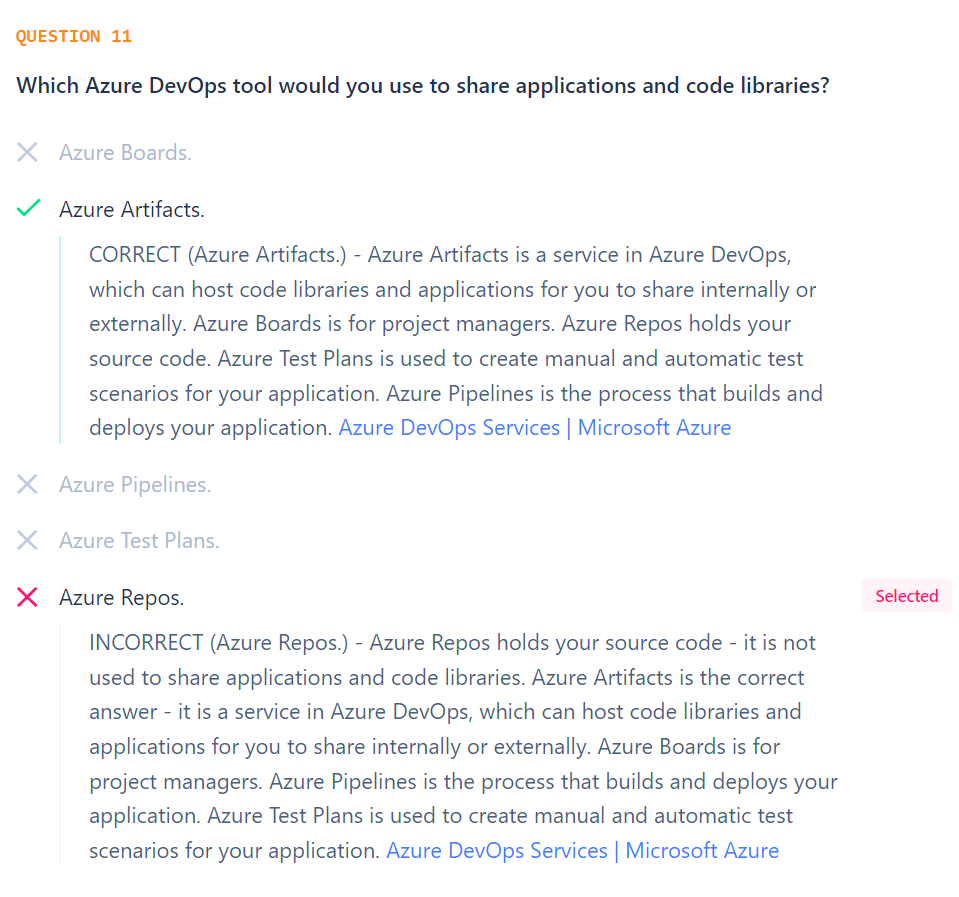 QUESTION 11
Which Azure DevOps tool would you use to share applications and code libraries?
Azure Boards.
Azure Artifacts.
CORRECT (Azure Artifacts.) - Azure Artifacts is a service in Azure DevOps,
which can host code libraries and applications for you to share internally or
externally. Azure Boards is for project managers. Azure Repos holds your
source code. Azure Test Plans is used to create manual and automatic test
scenarios for your application. Azure Pipelines is the process that builds and
deploys your application. Azure DevOps Services | Microsoft Azure
Azure Pipelines.
Azure Test Plans.
Azure Repos.
Selected
INCORRECT (Azure Repos.) - Azure Repos holds your source code - it is not
used to share applications and code libraries. Azure Artifacts is the correct
answer - it is a service in Azure DevOps, which can host code libraries and
applications for you to share internally or externally. Azure Boards is for
project managers. Azure Pipelines is the process that builds and deploys your
application. Azure Test Plans is used to create manual and automatic test
scenarios for your application. Azure DevOps Services | Microsoft Azure